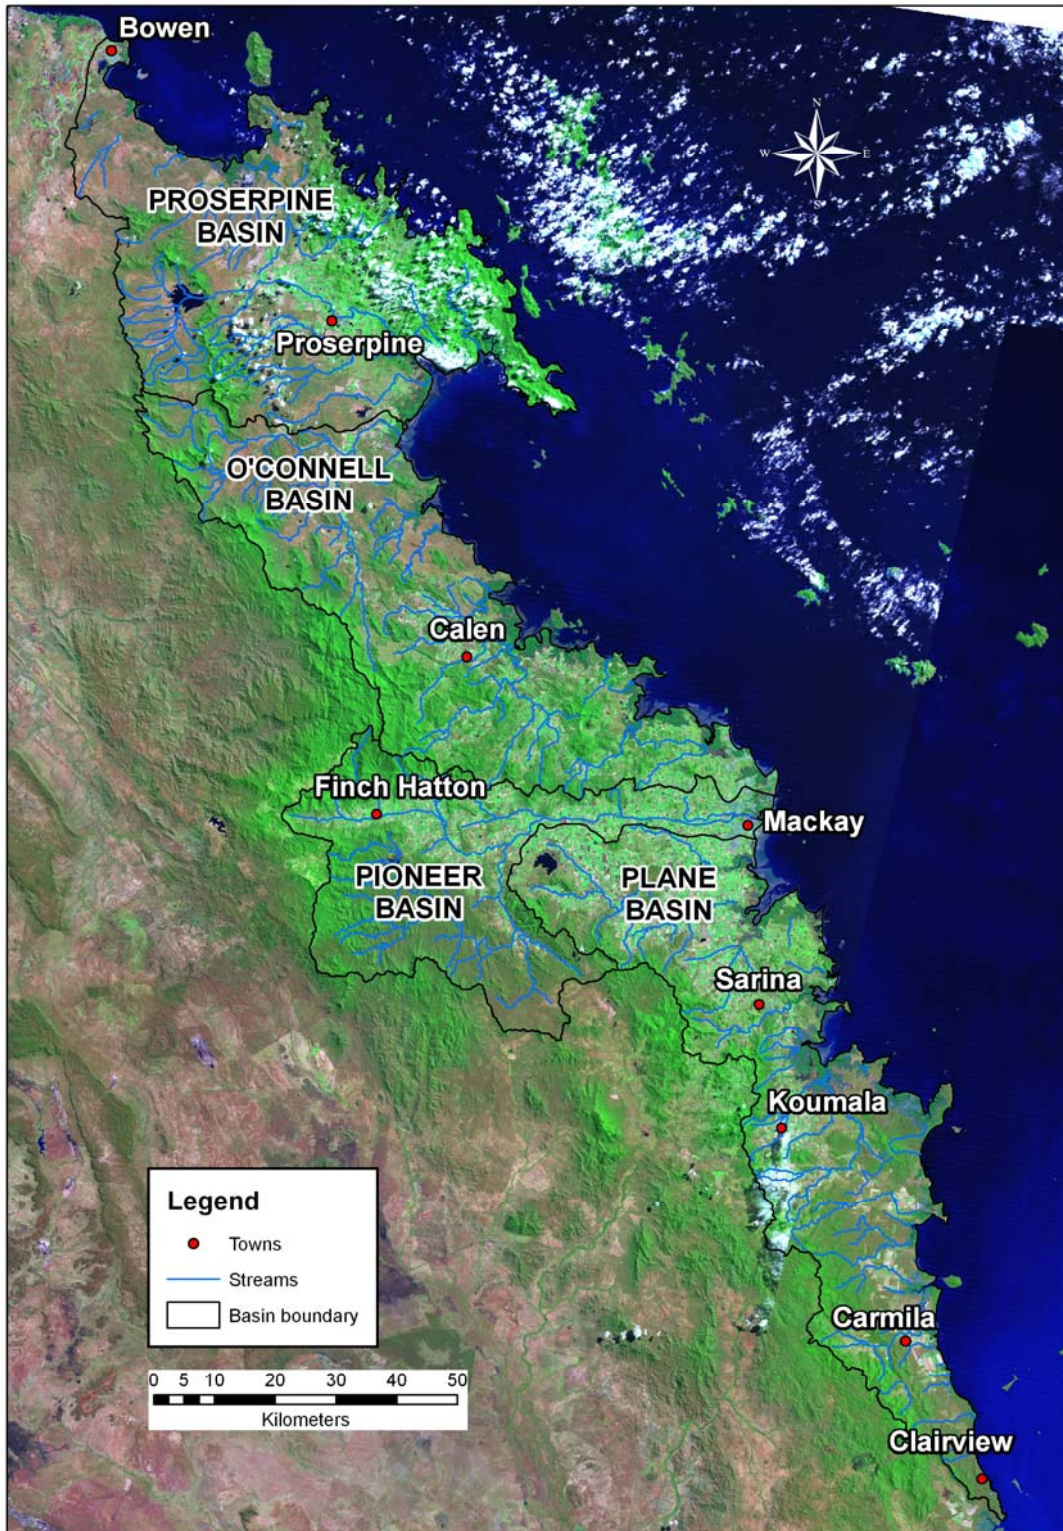 Bowen
N
W
E
S
PROSERPINE
BASIN
Proserpine
O'CONNELL
BASIN
Calen
Finch Hatton
Mackay
PIONEER
BASIN
PLANE
BASIN
Sarina
Koumala
Legend
Towns
Streams
Basin boundary
Carmila
0 5 10 20 30 40 50
Kilometers
Clairview